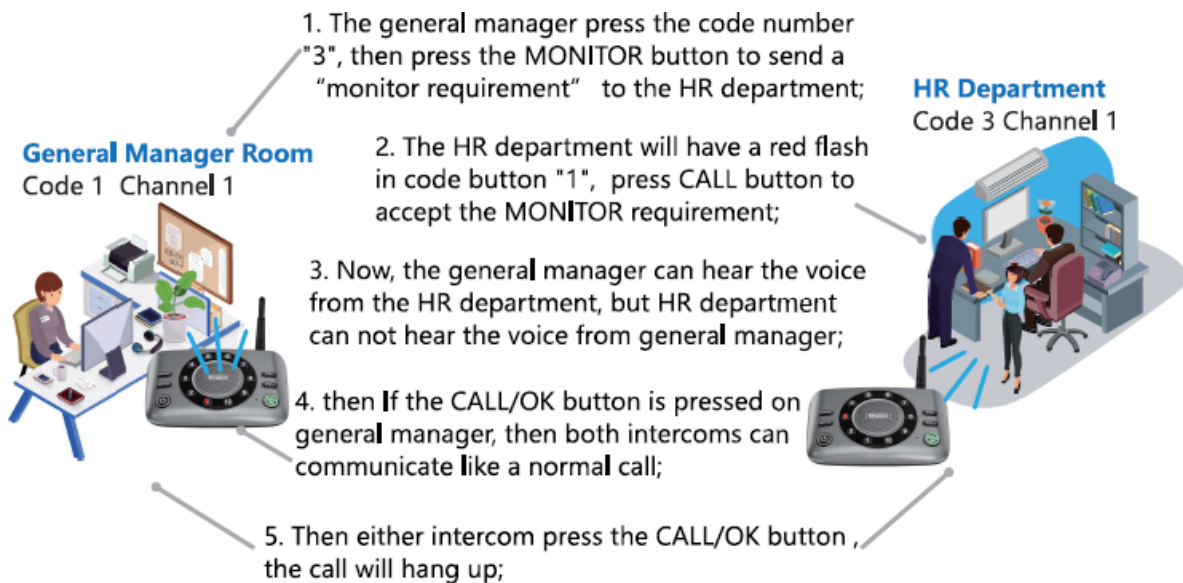 1. The general manager press the code number
"3", then press the MONITOR button to send a
“monitor requirement” to the HR department;
HR Department
Code 3 Channel 1
General Manager Room
Code 1 Channel 1
2. The HR department will have a red flash
in code button "1", press CALL button to
accept the MONITOR requirement;
3. Now, the general manager can hear the voice
from the HR department, but HR department
can not hear the voice from general manager;
4. then If the CALL/OK button is pressed on
general manager, then both intercoms can
communicate like a normal call;
5. Then either intercom press the CALL/OK button ,
the call will hang up;